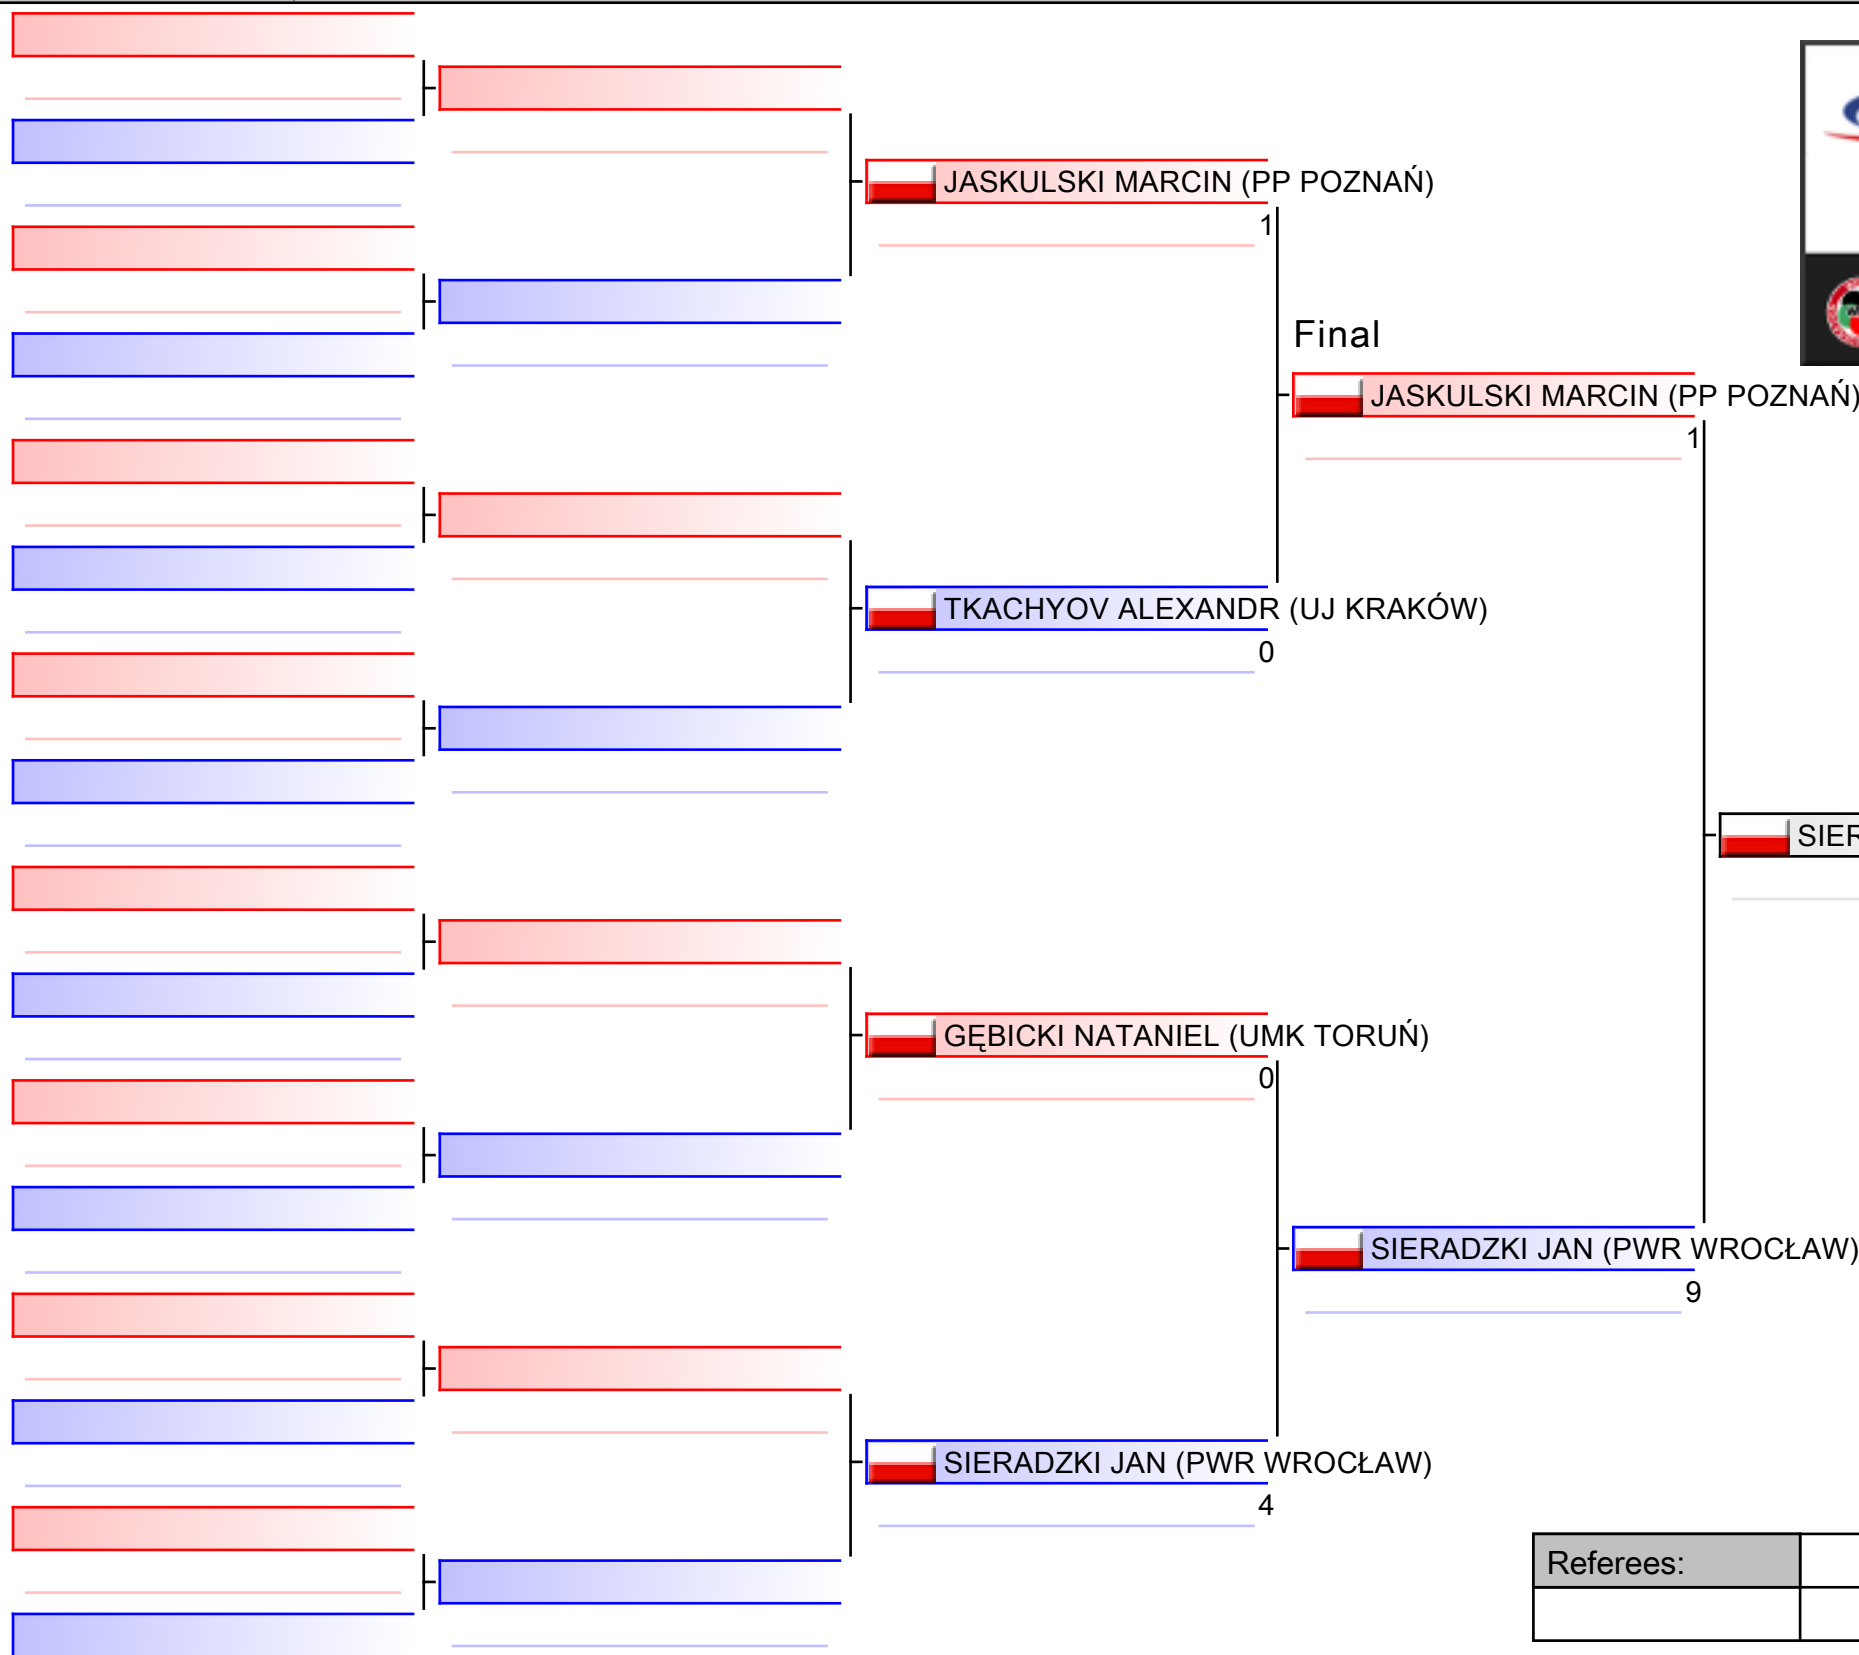 JASKULSKI MARCIN (PP POZNAŃ)
1
Final
JASKULSKI MARCIN (PP POZNAŃ)
1
TKACHYOV ALEXANDR (UJ KRAKÓW)
0
SIER
GĘBICKI NATANIEL (UMK TORUŃ)
0
SIERADZKI JAN (PWR WROCŁAW)
9
SIERADZKI JAN (PWR WROCŁAW)
4
Referees: